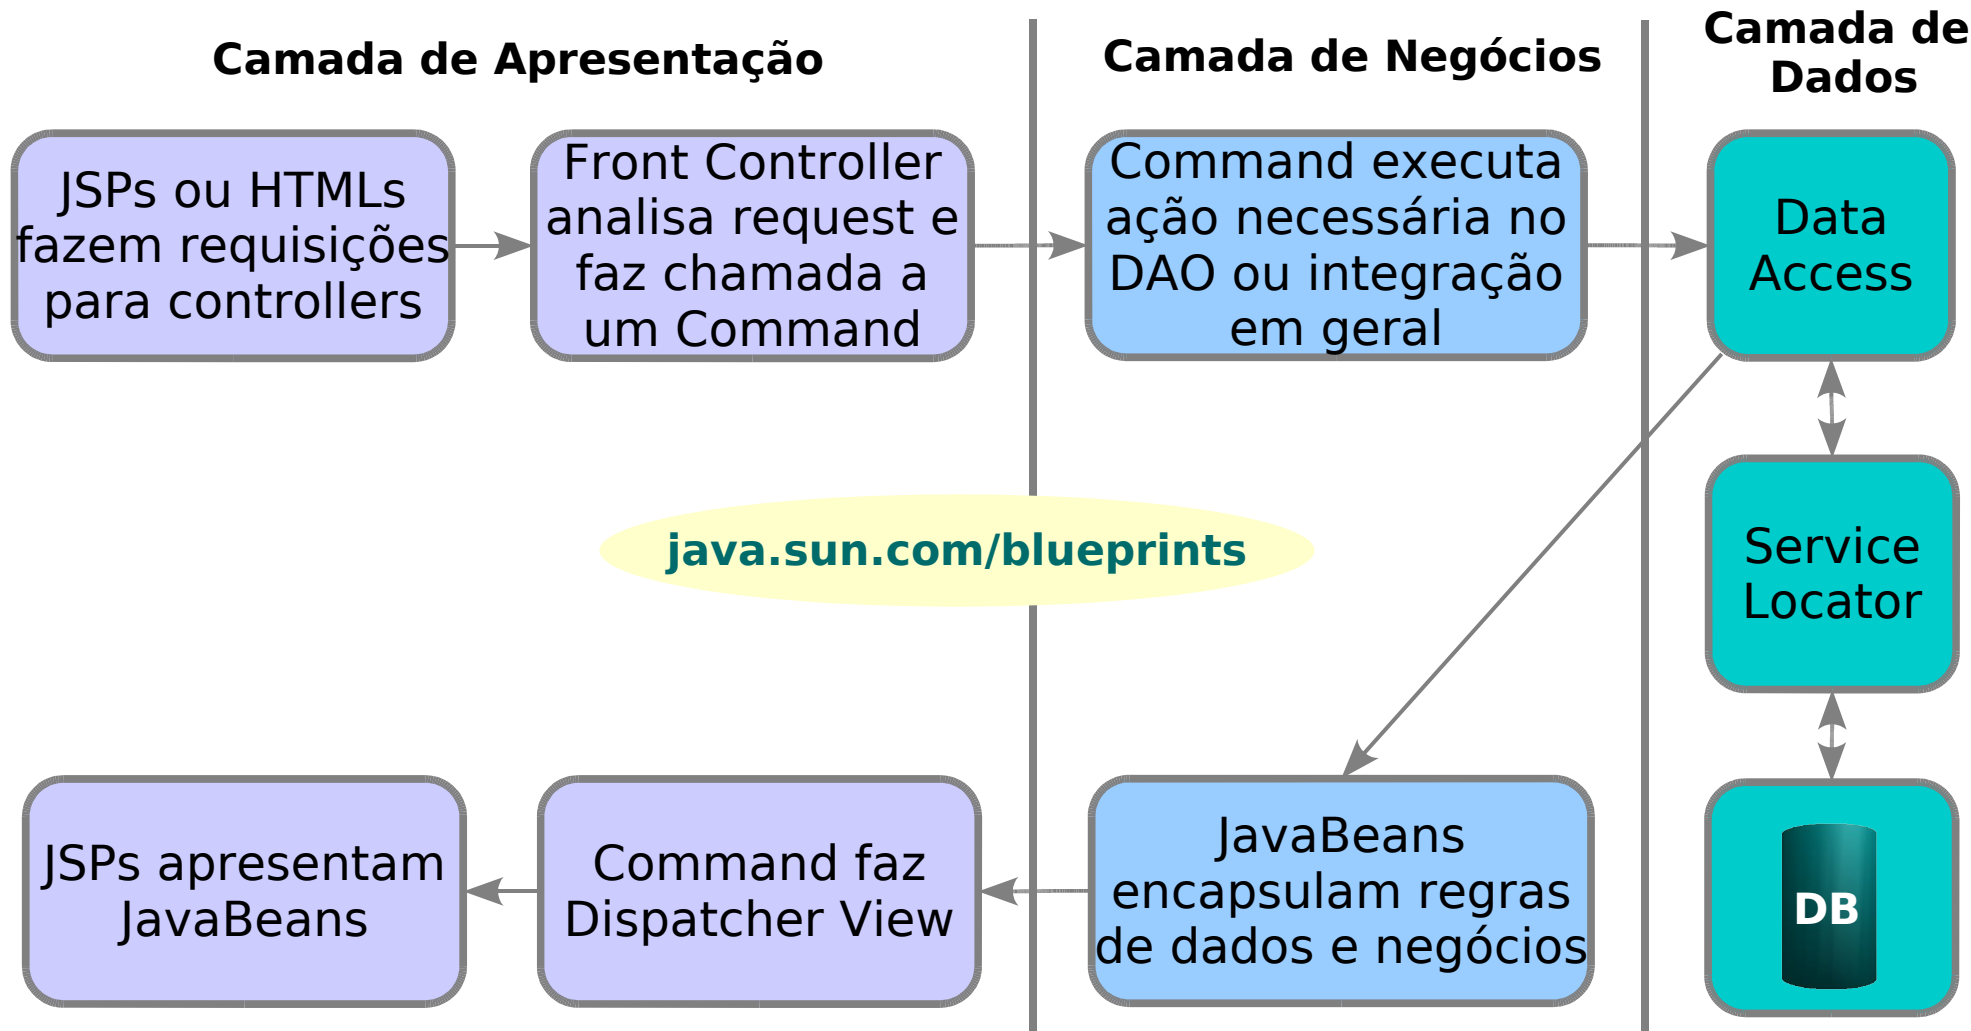 Camada de Apresentação
Camada de Negócios
Camada de
Dados
JSPs ou HTMLs
fazem requisições
para controllers
Front Controller
analisa request e
faz chamada a
um Command
Command executa
ação necessária no
DAO ou integração
em geral
Data
Access
java.sun.com/blueprints
Service
Locator
JSPs apresentam
JavaBeans
Command faz
Dispatcher View
JavaBeans
encapsulam regras
de dados e negócios
DB